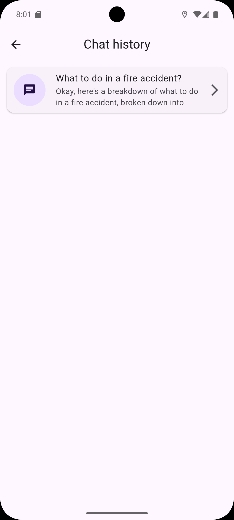 8:01
Chat history
What to do in a fire accident?
Okay, here's a breakdown of what to do
in a fire accident, broken down into